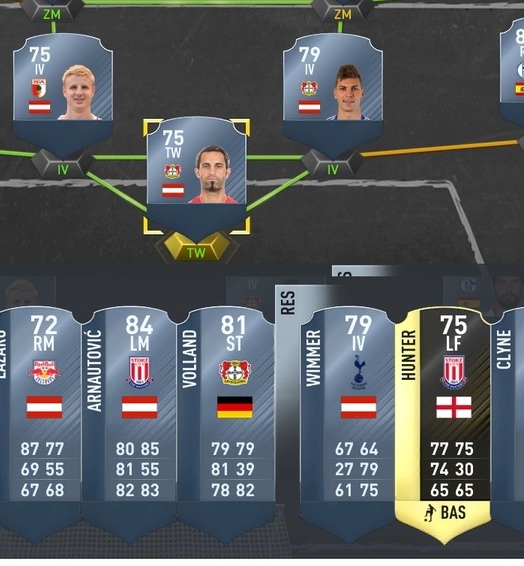 ZM
ZM
75
IV
79
IV
8
75
TW
IV
IV
TW
RES
72
RM
87 77
69 55
67 68
ARNAUTOVIĆ
84
LM
80 85
81 55
82 83
VOLLAND
81
ST
79 79
81 39
78 82
WIMMER
79
IV
67 64
27 79
61 75
HUNTER
75
LF
77 75
74 30
65 65
BAS
CLYNE